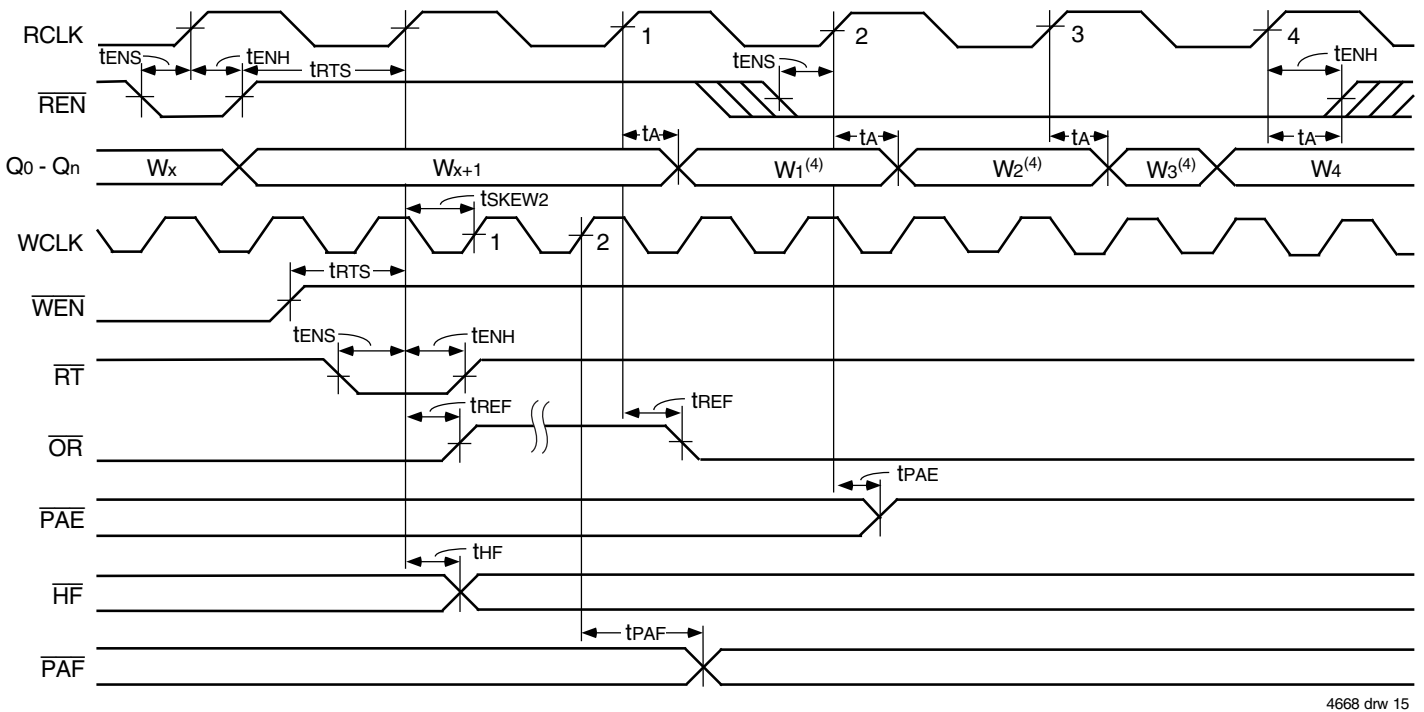 RCLK 1 2 3 4
tENS tENH tRTS tENS tENH
REN
tA tA tA tA
Q0 - Qn Wx Wx+1 W1(4) W2(4) W3(4) W4
tSKEW2
WCLK 1 2
tRTS
WEN
tENS tENH
RT
tREF tREF
OR
tPAE
PAE
tHF
HF
tPAF
PAF
4668 drw 15